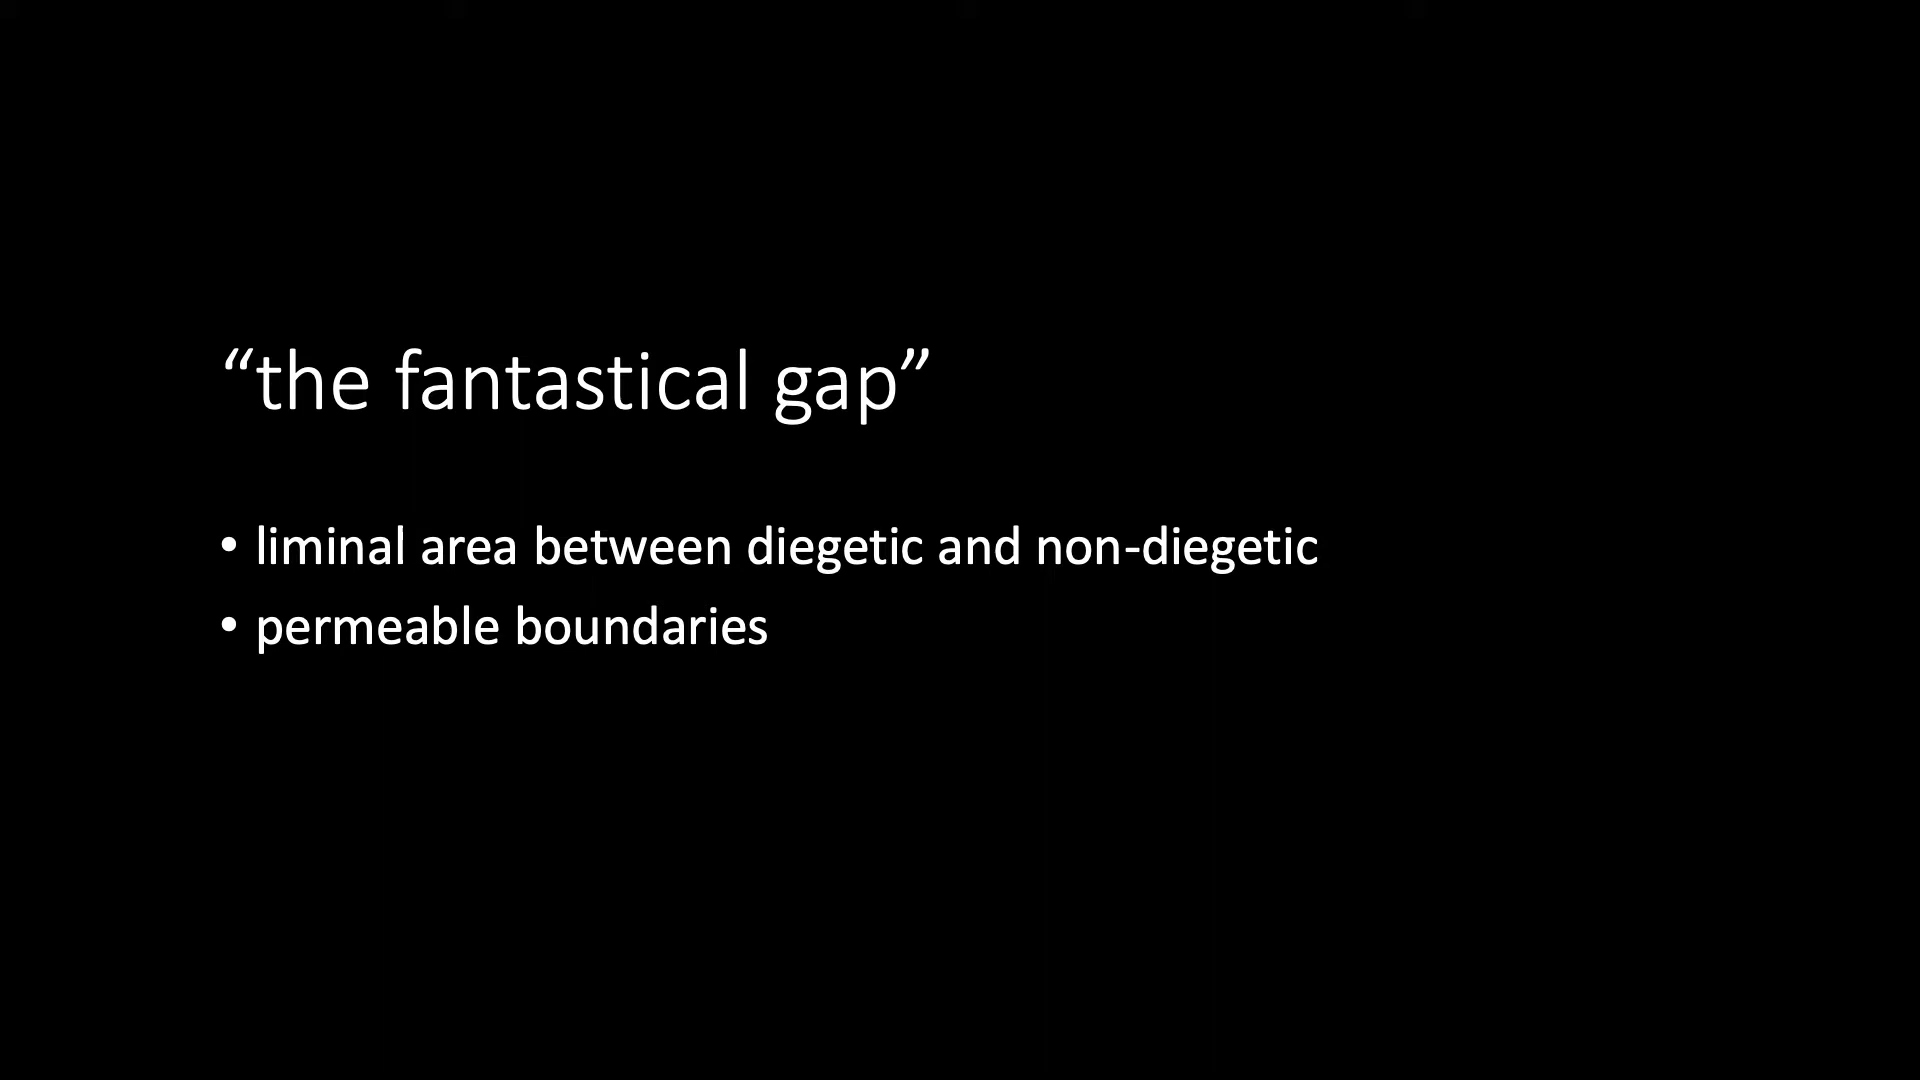 “the fantastical gap”
• liminal area between diegetic and non-diegetic
• permeable boundaries